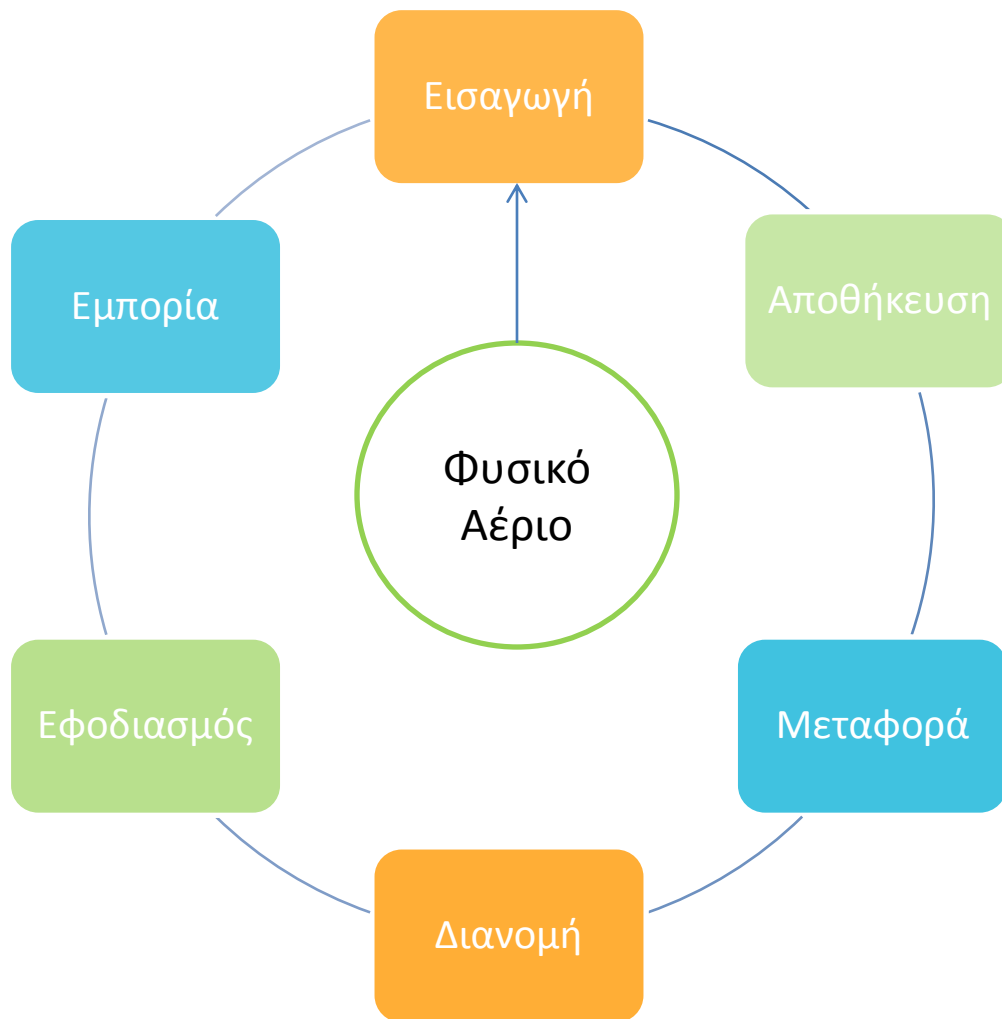 Εισαγωγή
Εμπορία
Αποθήκευση
Φυσικό
Αέριο
Εφοδιασμός
Μεταφορά
Διανομή